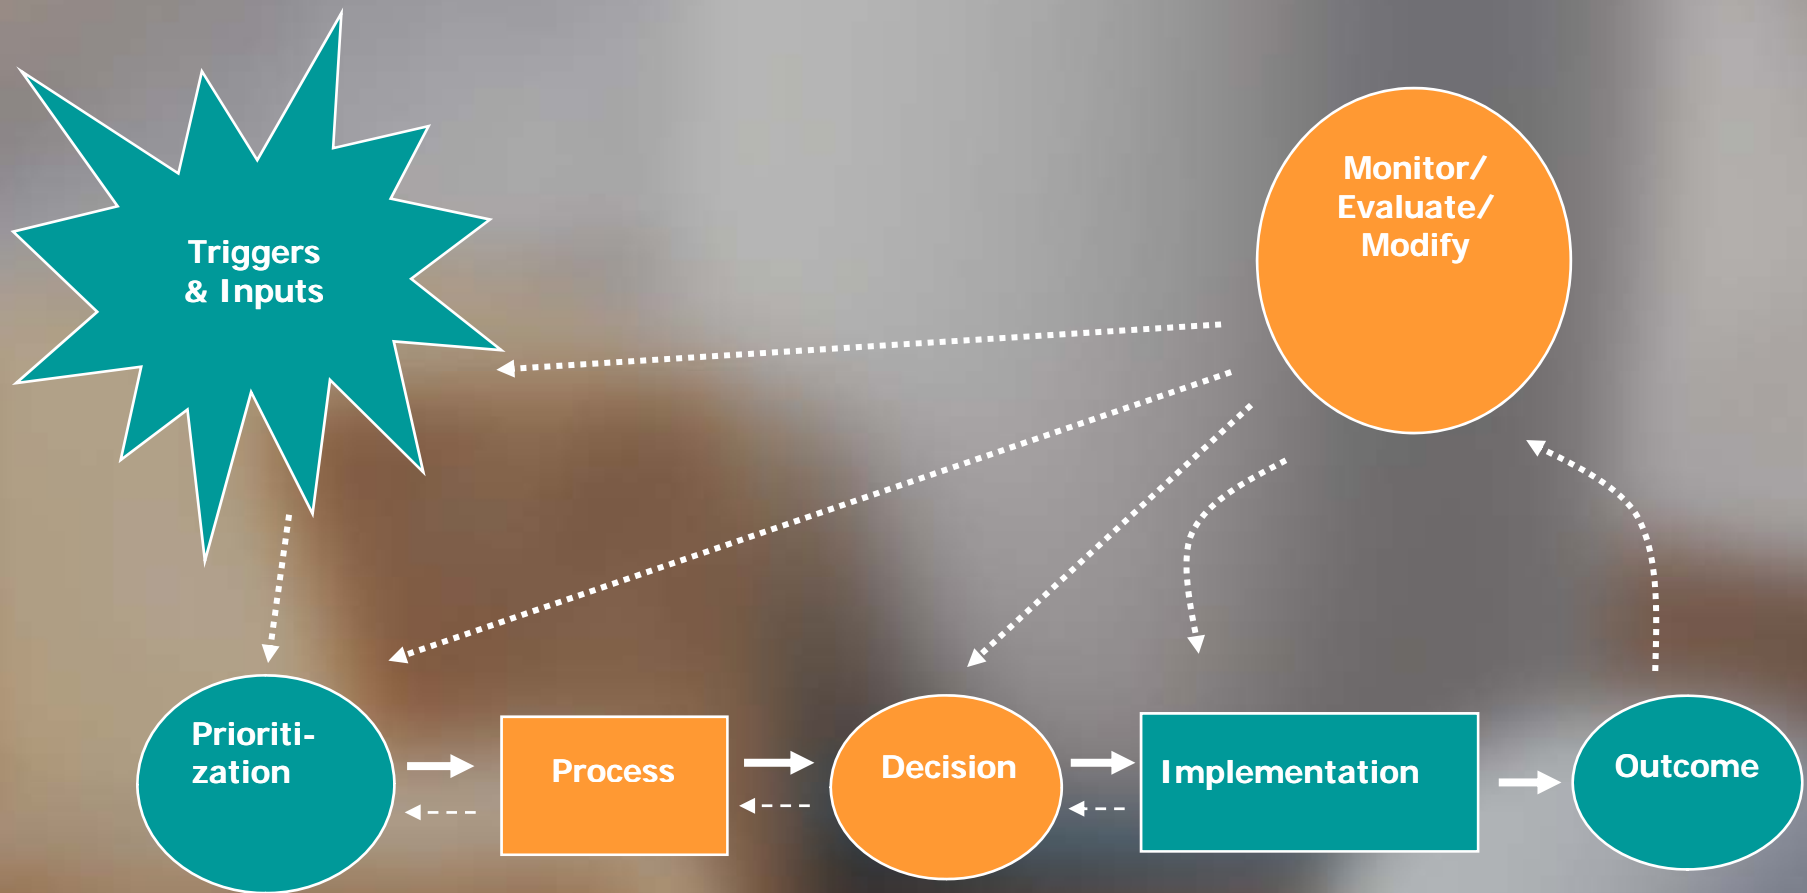 Triggers
& Inputs
Monitor/
Evaluate/
Modify
Prioriti-
zation
Process
Decision
Implementation
Outcome